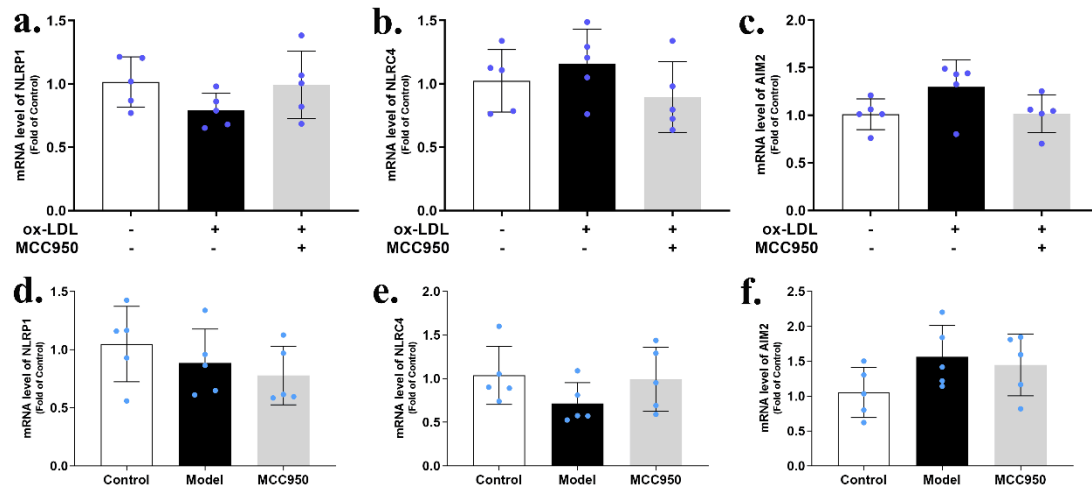 a.
mRNA level of NLRP1
(Fold of Control)
1.5
1.0
0.5
0.0
ox-LDL - + +
MCC950 - - +
b.
mRNA level of NLRC4
(Fold of Control)
1.5
1.0
0.5
0.0
ox-LDL - + +
MCC950 - - +
c.
mRNA level of AIM2
(Fold of Control)
2.0
1.5
1.0
0.5
0.0
ox-LDL - + +
MCC950 - - +
d.
mRNA level of NLRP1
(Fold of Control)
1.5
1.0
0.5
0.0
Control Model MCC950
e.
mRNA level of NLRC4
(Fold of Control)
2.0
1.5
1.0
0.5
0.0
Control Model MCC950
f.
mRNA level of AIM2
(Fold of Control)
2.5
2.0
1.5
1.0
0.5
0.0
Control Model MCC950